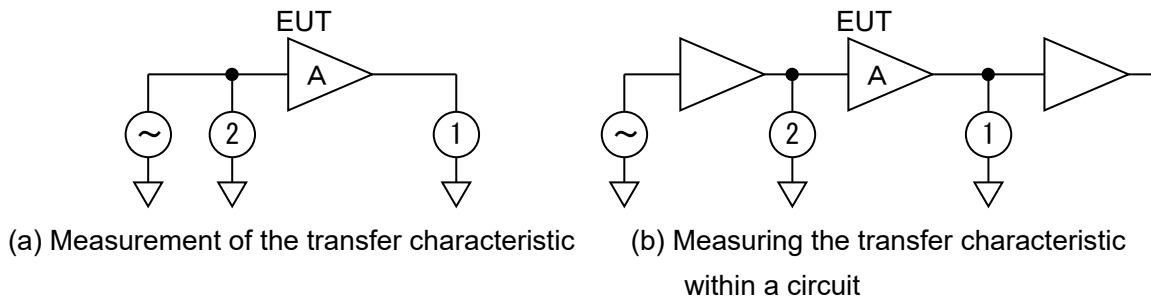 EUT
A
~
2
1
EUT
A
~
2
1
(a) Measurement of the transfer characteristic
(b) Measuring the transfer characteristic
within a circuit